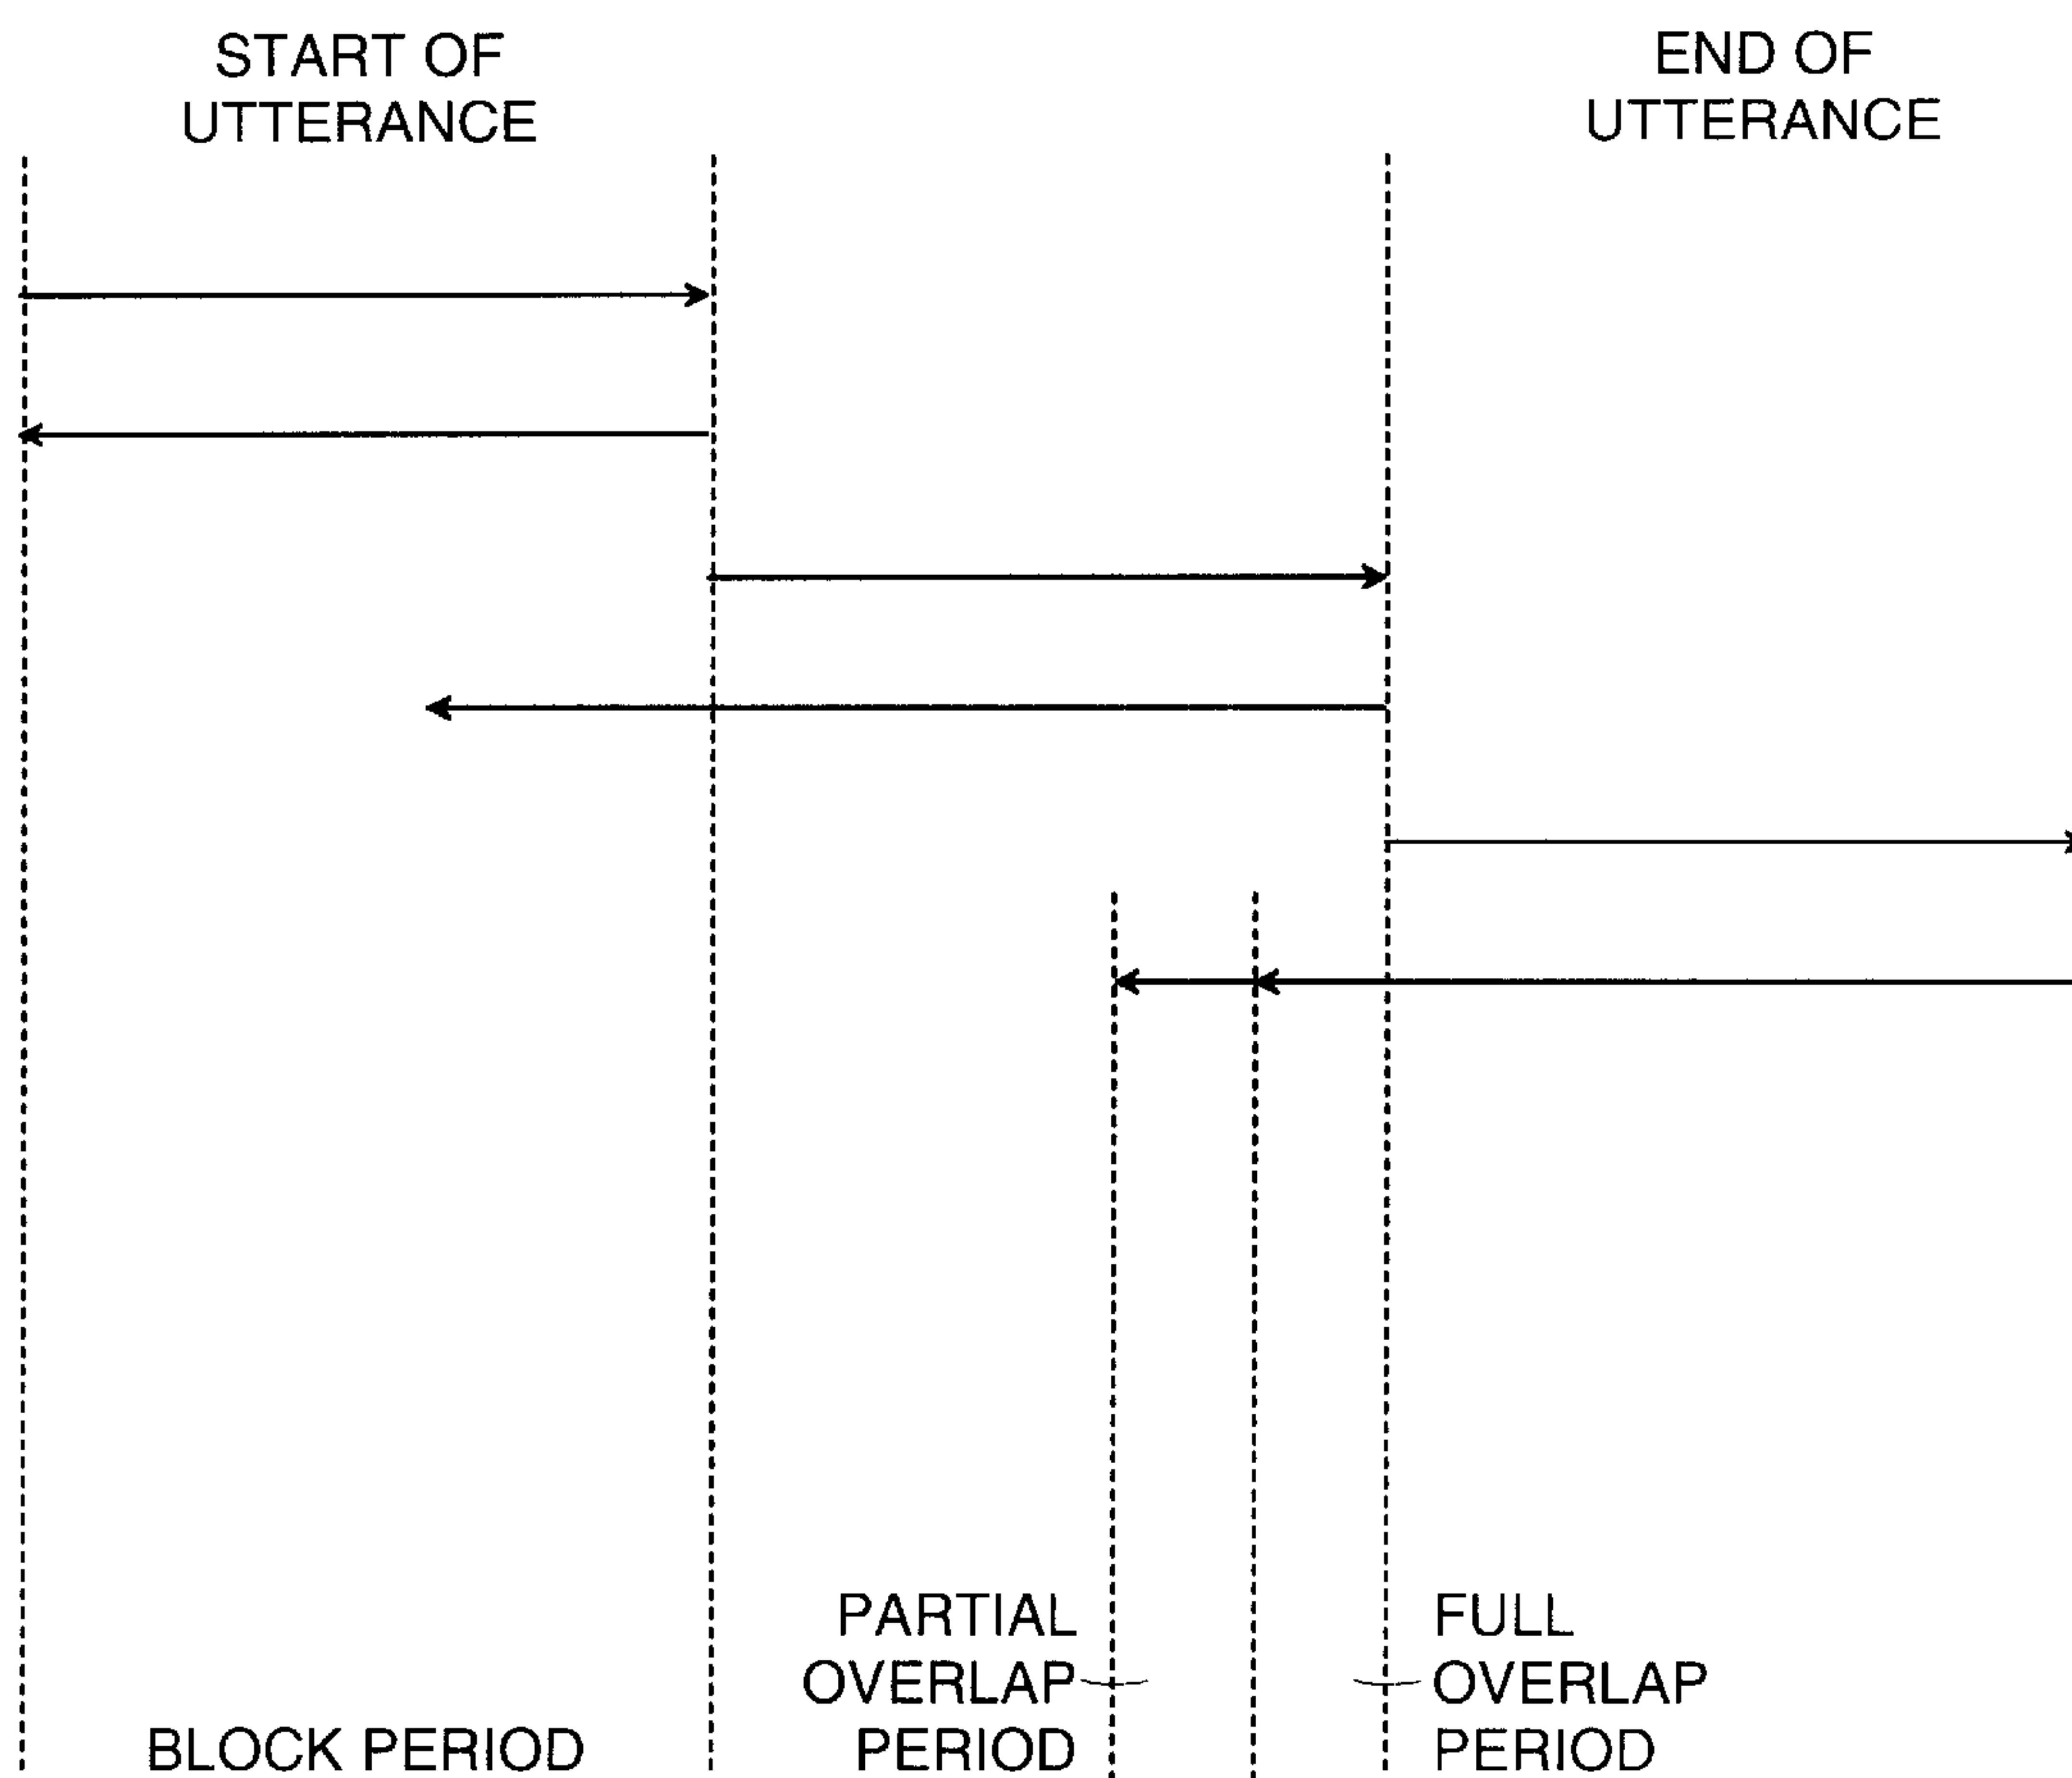 START OF
UTTERANCE
END OF
UTTERANCE
PARTIAL
OVERLAP
PERIOD
FULL
OVERLAP
PERIOD
BLOCK PERIOD